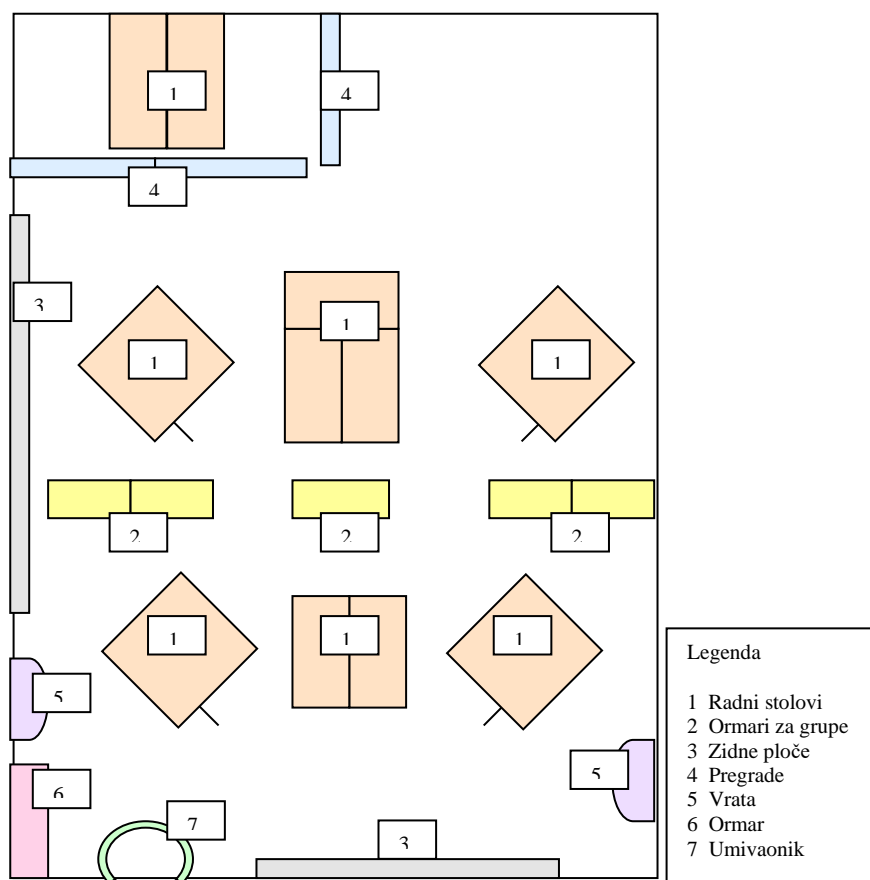 1
4
4
3
1
1
1
2
2
2
1
1
1
5
5
6
7
3
Legenda
1 Radni stolovi
2 Ormari za grupe
3 Zidne ploče
4 Pregrade
5 Vrata
6 Ormar
7 Umivaonik